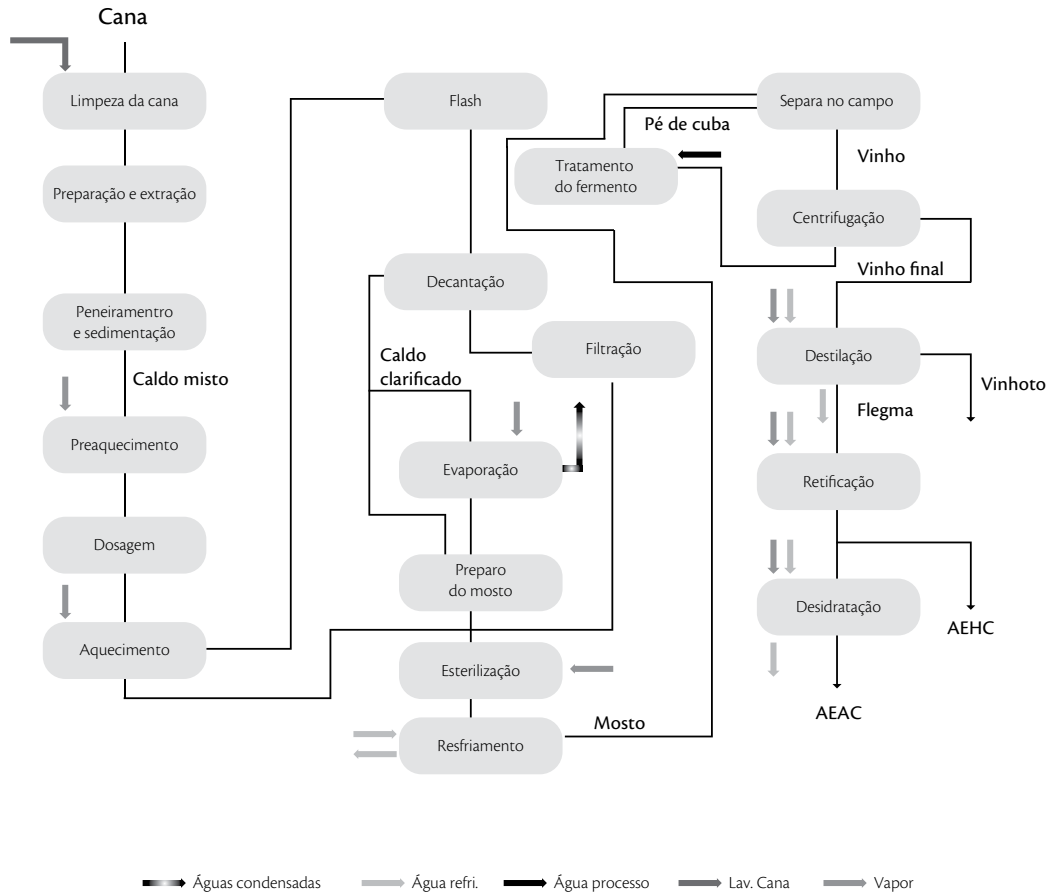 Cana
Limpeza da cana
Preparação e extração
Peneiramentro
e sedimentação
Caldo misto
Preaquecimento
Dosagem
Aquecimento
Flash
Decantação
Filtração
Caldo
clarificado
Evaporação
Preparo
do mosto
Esterilização
Resfriamento
Mosto
Separa no campo
Pé de cuba
Tratamento
do fermento
Vinho
Centrifugação
Vinho final
Destilação
Vinhoto
Flegma
Retificação
Desidratação
AEHC
AEAC
Águas condensadas
Água refri.
Água processo
Lav. Cana
Vapor